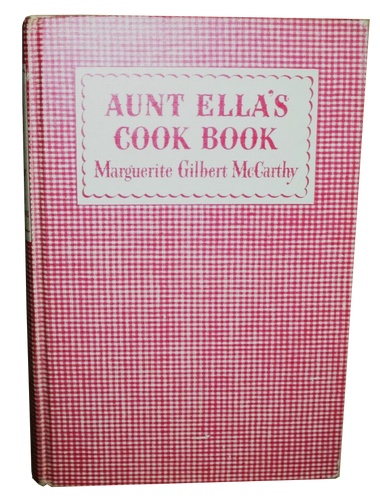 AUNT ELLA'S
COOK BOOK
Marguerite Gilbert McCarthy